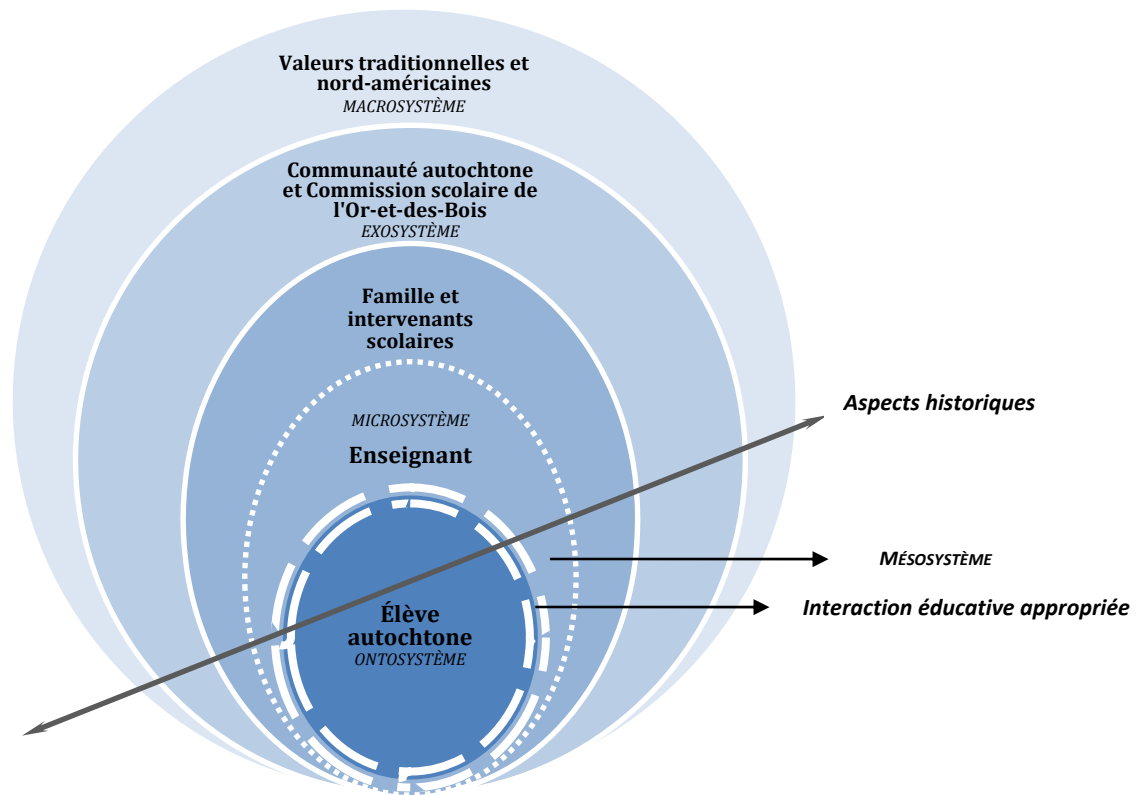 Valeurs traditionnelles et
nord-américaines
MACROSYSTÈME
Communauté autochtone
et Commission scolaire de
l'Or-et-des-Bois
EXOSYSTÈME
Famille et
intervenants
scolaires
MICROSYSTÈME
Enseignant
Élève
autochtone
ONTOSYSTÈME
Aspects historiques
MÉSOSYSTÈME
Interaction éducative appropriée